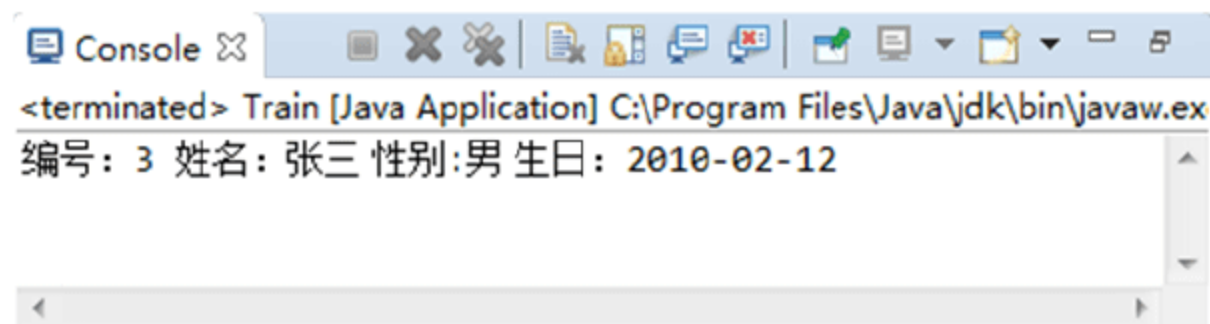 Console
<terminated> Train [Java Application] C:\Program Files\Java\jdk\bin\javaw.ex
编号：3 姓名：张三 性别:男 生日：2010-02-12